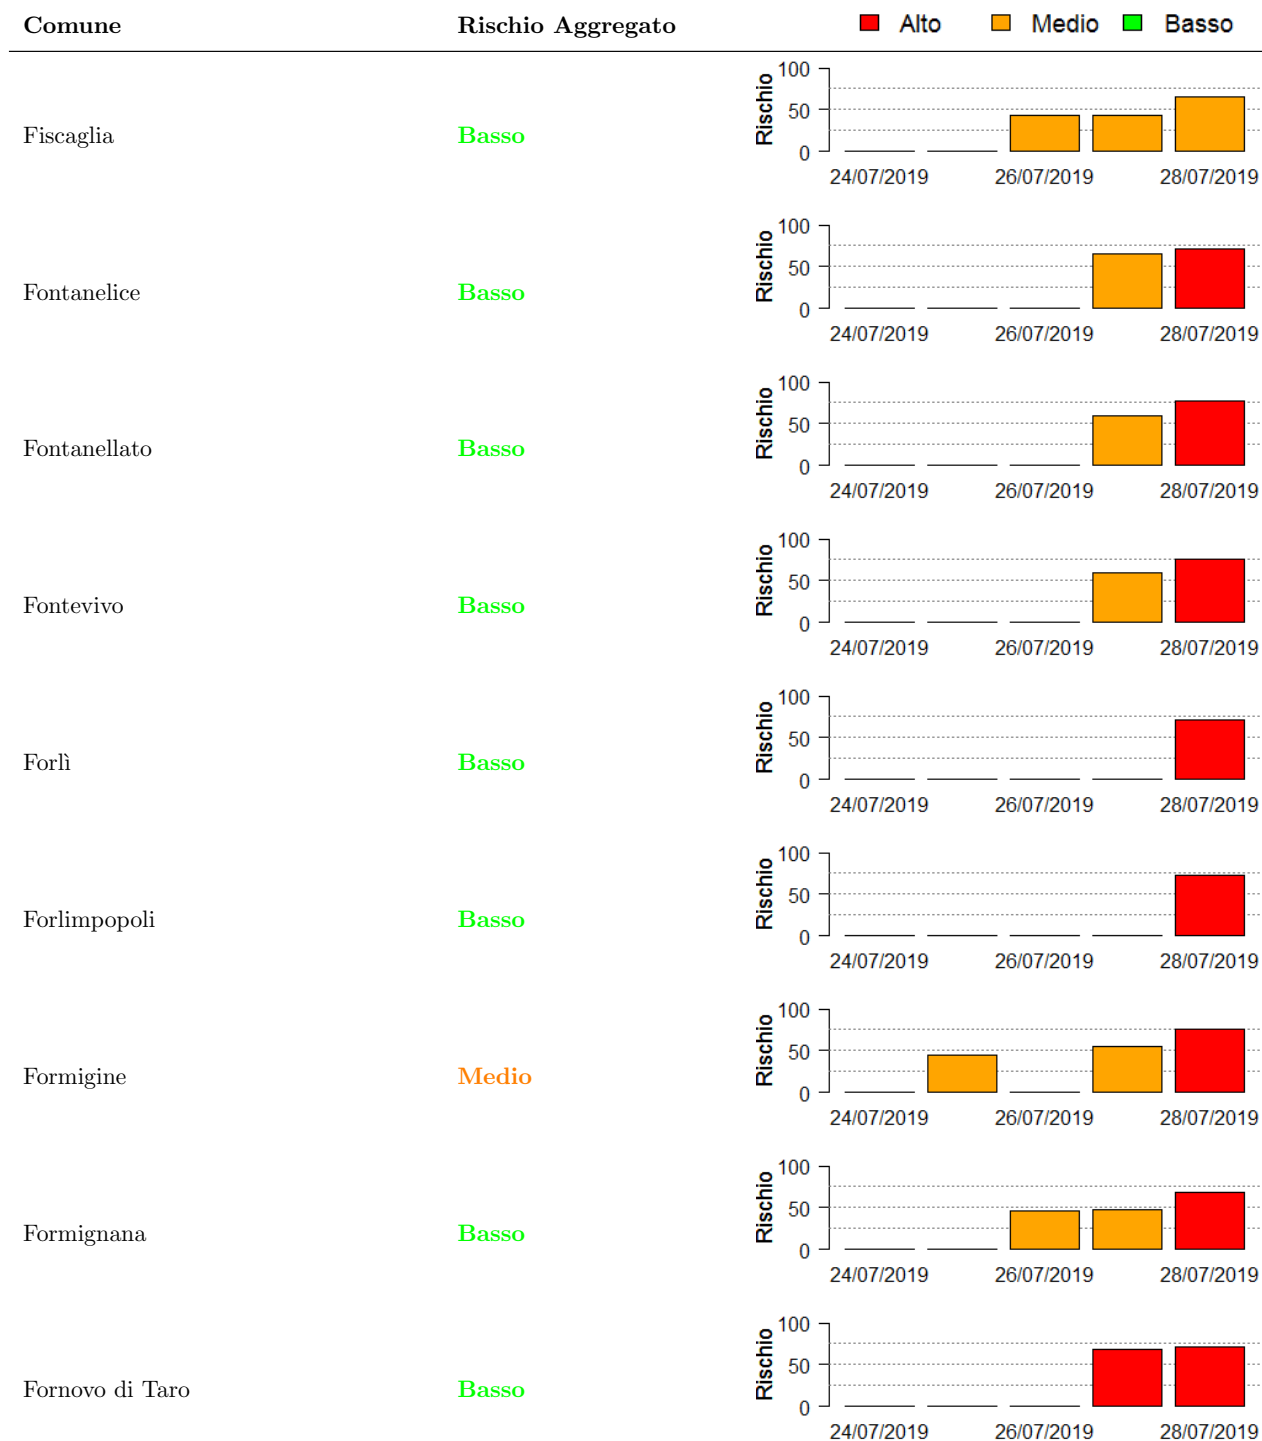 Comune Rischio Aggregato Alto Medio Basso
Fiscaglia Basso
Rischio
100
50
0
24/07/2019 26/07/2019 28/07/2019
Fontanelice Basso
Rischio
100
50
0
24/07/2019 26/07/2019 28/07/2019
Fontanellato Basso
Rischio
100
50
0
24/07/2019 26/07/2019 28/07/2019
Fontevivo Basso
Rischio
100
50
0
24/07/2019 26/07/2019 28/07/2019
Forlì Basso
Rischio
100
50
0
24/07/2019 26/07/2019 28/07/2019
Forlimpopoli Basso
Rischio
100
50
0
24/07/2019 26/07/2019 28/07/2019
Formigine Medio
Rischio
100
50
0
24/07/2019 26/07/2019 28/07/2019
Formignana Basso
Rischio
100
50
0
24/07/2019 26/07/2019 28/07/2019
Fornovo di Taro Basso
Rischio
100
50
0
24/07/2019 26/07/2019 28/07/2019